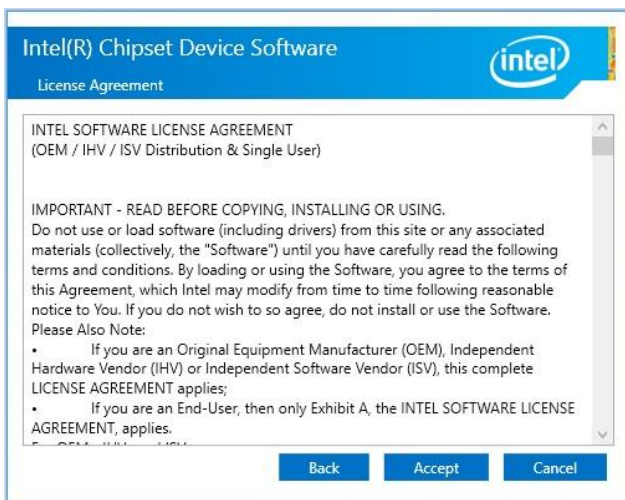 Intel(R) Chipset Device Software
intel
License Agreement
INTEL SOFTWARE LICENSE AGREEMENT
(OEM / IHV / ISV Distribution & Single User)
IMPORTANT - READ BEFORE COPYING, INSTALLING OR USING.
Do not use or load software (including drivers) from this site or any associated
materials (collectively, the "Software") until you have carefully read the following
terms and conditions. By loading or using the Software, you agree to the terms of
this Agreement, which Intel may modify from time to time following reasonable
notice to You. If you do not wish to so agree, do not install or use the Software.
Please Also Note:
• If you are an Original Equipment Manufacturer (OEM), Independent
Hardware Vendor (IHV) or Independent Software Vendor (ISV), this complete
LICENSE AGREEMENT applies;
• If you are an End-User, then only Exhibit A, the INTEL SOFTWARE LICENSE
AGREEMENT, applies.
Back Accept Cancel